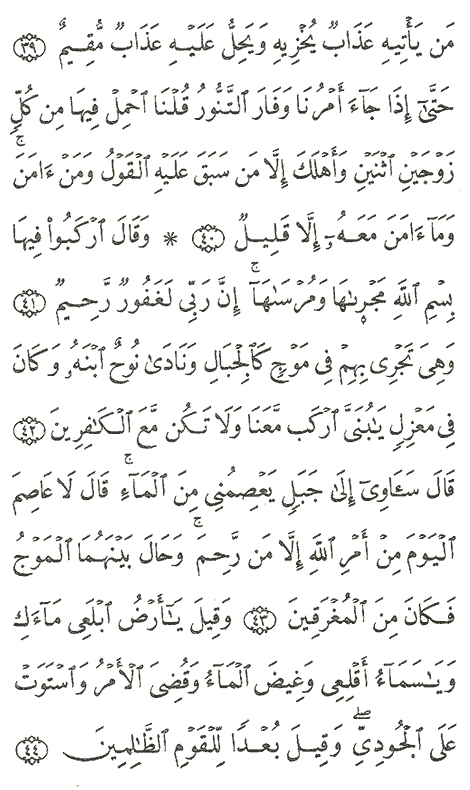 مَن يَأۡتِيهِ عَذَابٞ يُخۡزِيهِ وَيَحِلُّ عَلَيۡهِ عَذَابٞ مُّقِيمٌ ٣٩
حَتَّىٰٓ إِذَا جَآءَ أَمۡرُنَا وَفَارَ ٱلتَّنُّورُ قُلۡنَا ٱحۡمِلۡ فِيهَا مِن كُلّٖ
زَوۡجَيۡنِ ٱثۡنَيۡنِ وَأَهۡلَكَ إِلَّا مَن سَبَقَ عَلَيۡهِ ٱلۡقَوۡلُ وَمَنۡ ءَامَنَۚ
وَمَآ ءَامَنَ مَعَهُۥٓ إِلَّا قَلِيلٞ ٤٠ ۞ وَقَالَ ٱرۡكَبُواْ فِيهَا
بِسۡمِ ٱللَّهِ مَجۡرٜىٰهَا وَمُرۡسَىٰهَآۚ إِنَّ رَبِّي لَغَفُورٞ رَّحِيمٞ ٤١
وَهِيَ تَجۡرِي بِهِمۡ فِي مَوۡجٖ كَٱلۡجِبَالِ وَنَادَىٰ نُوحٌ ٱبۡنَهُۥ وَكَانَ
فِي مَعۡزِلٖ يَٰبُنَيَّ ٱرۡكَب مَّعَنَا وَلَا تَكُن مَّعَ ٱلۡكَٰفِرِينَ ٤٢
قَالَ سَـَٔاوِيٓ إِلَىٰ جَبَلٖ يَعۡصِمُنِي مِنَ ٱلۡمَآءِۚ قَالَ لَا عَاصِمَ
ٱلۡيَوۡمَ مِنۡ أَمۡرِ ٱللَّهِ إِلَّا مَن رَّحِمَۚ وَحَالَ بَيۡنَهُمَا ٱلۡمَوۡجُ
فَكَانَ مِنَ ٱلۡمُغۡرَقِينَ ٤٣ وَقِيلَ يَٰٓأَرۡضُ ٱبۡلَعِي مَآءَكِ
وَيَٰسَمَآءُ أَقۡلِعِي وَغِيضَ ٱلۡمَآءُ وَقُضِيَ ٱلۡأَمۡرُ وَٱسۡتَوَتۡ
عَلَى ٱلۡجُودِيِّۖ وَقِيلَ بُعۡدٗا لِّلۡقَوۡمِ ٱلظَّٰلِمِينَ ٤٤